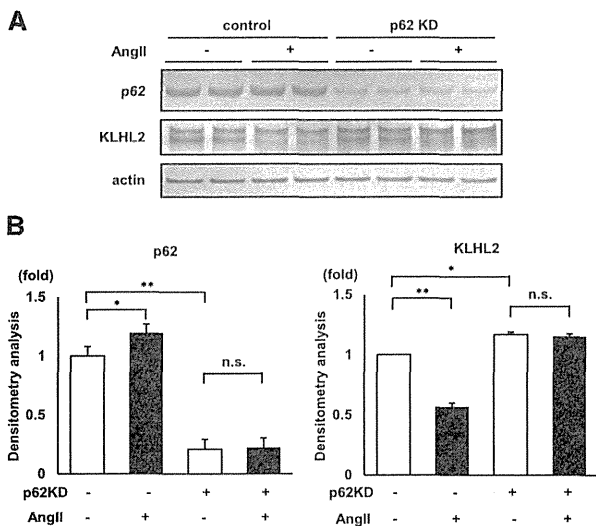 A
control p62 KD
AngII - + - +
p62
KLHL2
actin
B
p62
(fold)
Densitometry analysis
1.5
1
0.5
0
*
**
n.s.
p62KD - - + +
AngII - + - +
KLHL2
(fold)
Densitometry analysis
1.5
1
0.5
0
*
**
n.s.
p62KD - - + +
AngII - + - +